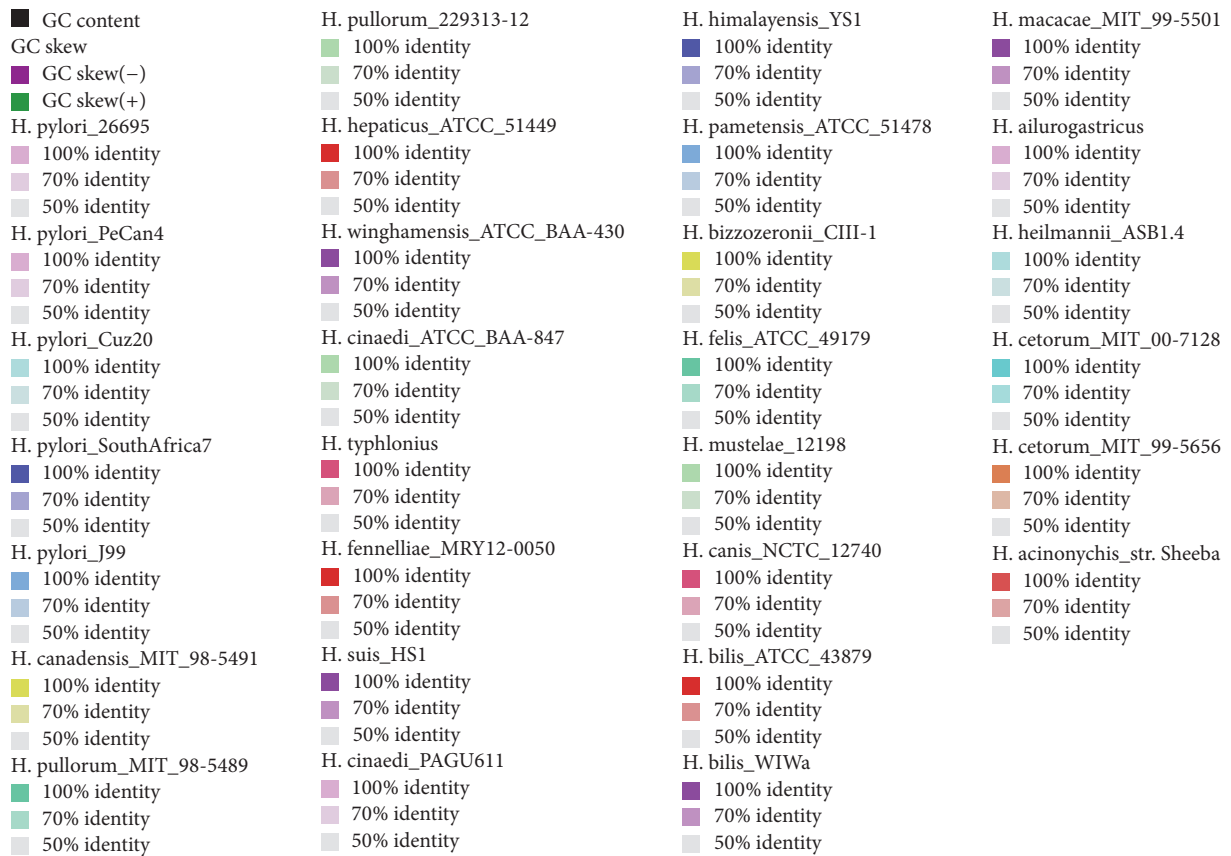 GC content
GC skew
GC skew(−)
GC skew(+)
H. pylori_26695
100% identity
70% identity
50% identity
H. pylori_PeCan4
100% identity
70% identity
50% identity
H. pylori_Cuz20
100% identity
70% identity
50% identity
H. pylori_SouthAfrica7
100% identity
70% identity
50% identity
H. pylori_J99
100% identity
70% identity
50% identity
H. canadensis_MIT_98-5491
100% identity
70% identity
50% identity
H. pullorum_MIT_98-5489
100% identity
70% identity
50% identity
H. pullorum_229313-12
100% identity
70% identity
50% identity
H. hepaticus_ATCC_51449
100% identity
70% identity
50% identity
H. winghamensis_ATCC_BAA-430
100% identity
70% identity
50% identity
H. cinaedi_ATCC_BAA-847
100% identity
70% identity
50% identity
H. typhlonius
100% identity
70% identity
50% identity
H. fennelliae_MRY12-0050
100% identity
70% identity
50% identity
H. suis_HS1
100% identity
70% identity
50% identity
H. cinaedi_PAGU611
100% identity
70% identity
50% identity
H. himalayensis_YS1
100% identity
70% identity
50% identity
H. pametensis_ATCC_51478
100% identity
70% identity
50% identity
H. bizzozeronii_CIII-1
100% identity
70% identity
50% identity
H. felis_ATCC_49179
100% identity
70% identity
50% identity
H. mustelae_12198
100% identity
70% identity
50% identity
H. canis_NCTC_12740
100% identity
70% identity
50% identity
H. bilis_ATCC_43879
100% identity
70% identity
50% identity
H. bilis_WIWa
100% identity
70% identity
50% identity
H. macacae_MIT_99-5501
100% identity
70% identity
50% identity
H. ailurogastricus
100% identity
70% identity
50% identity
H. heilmannii_ASB1.4
100% identity
70% identity
50% identity
H. cetorum_MIT_00-7128
100% identity
70% identity
50% identity
H. cetorum_MIT_99-5656
100% identity
70% identity
50% identity
H. acinonychis_str. Sheeba
100% identity
70% identity
50% identity